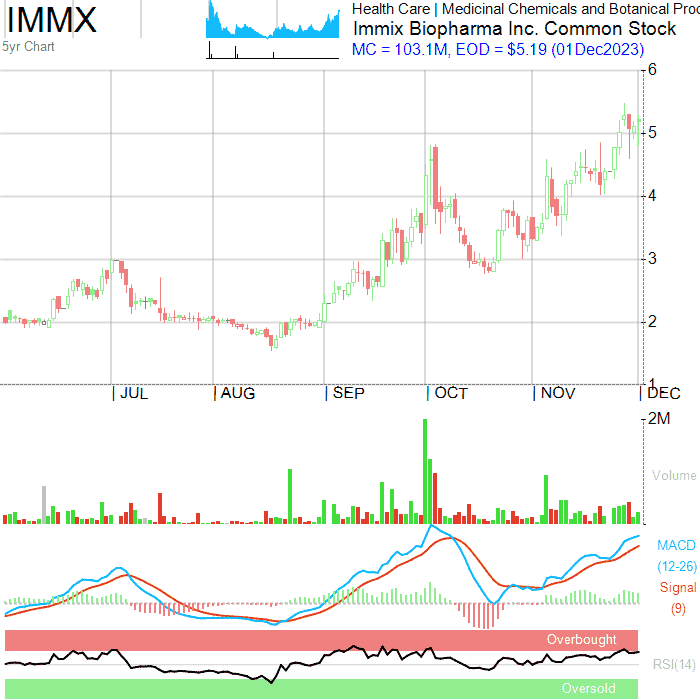 IMMX
5yr Chart
Health Care | Medicinal Chemicals and Botanical Proc
Immix Biopharma Inc. Common Stock
MC = 103.1M, EOD = $5.19 (01Dec2023)
6
5
4
3
2
1
| JUL | AUG | SEP | OCT | NOV | DEC
2M
Volume
MACD
(12-26)
Signal
(9)
Overbought
RSI(14)
Oversold